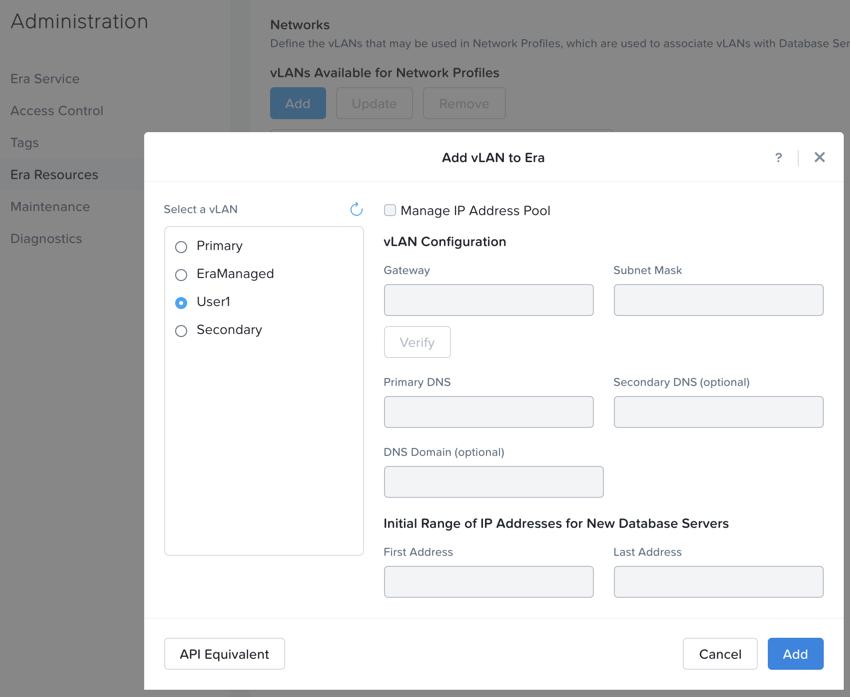 Administration
Era Service
Access Control
Tags
Era Resources
Maintenance
Diagnostics
Networks
Define the vLANs that may be used in Network Profiles, which are used to associate vLANs with Database Ser
vLANs Available for Network Profiles
Add Update Remove
Add vLAN to Era ?
Select a vLAN
Primary
EraManaged
User1
Secondary
Manage IP Address Pool
vLAN Configuration
Gateway Subnet Mask
Verify
Primary DNS Secondary DNS (optional)
DNS Domain (optional)
Initial Range of IP Addresses for New Database Servers
First Address Last Address
API Equivalent Cancel Add